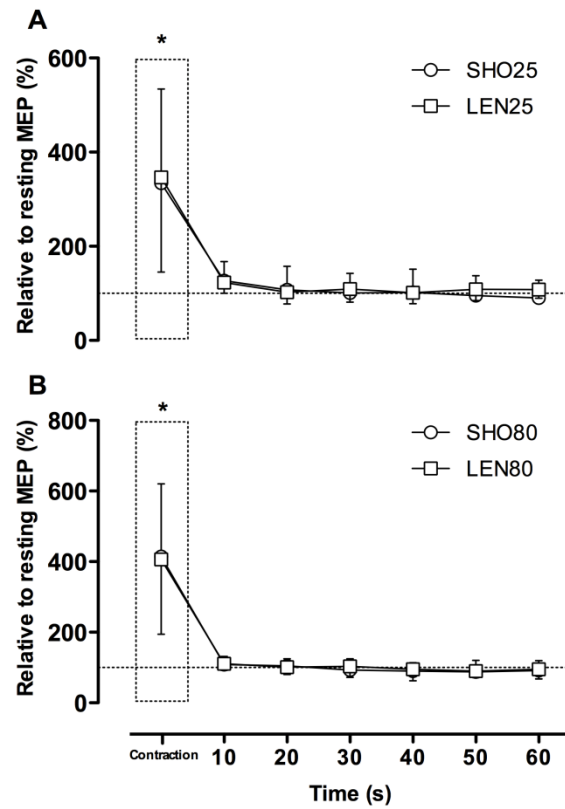 A
Relative to resting MEP (%)
600
400
200
0
*
SHO25
LEN25
B
Relative to resting MEP (%)
800
600
400
200
0
*
SHO80
LEN80
Contraction 10 20 30 40 50 60
Time (s)